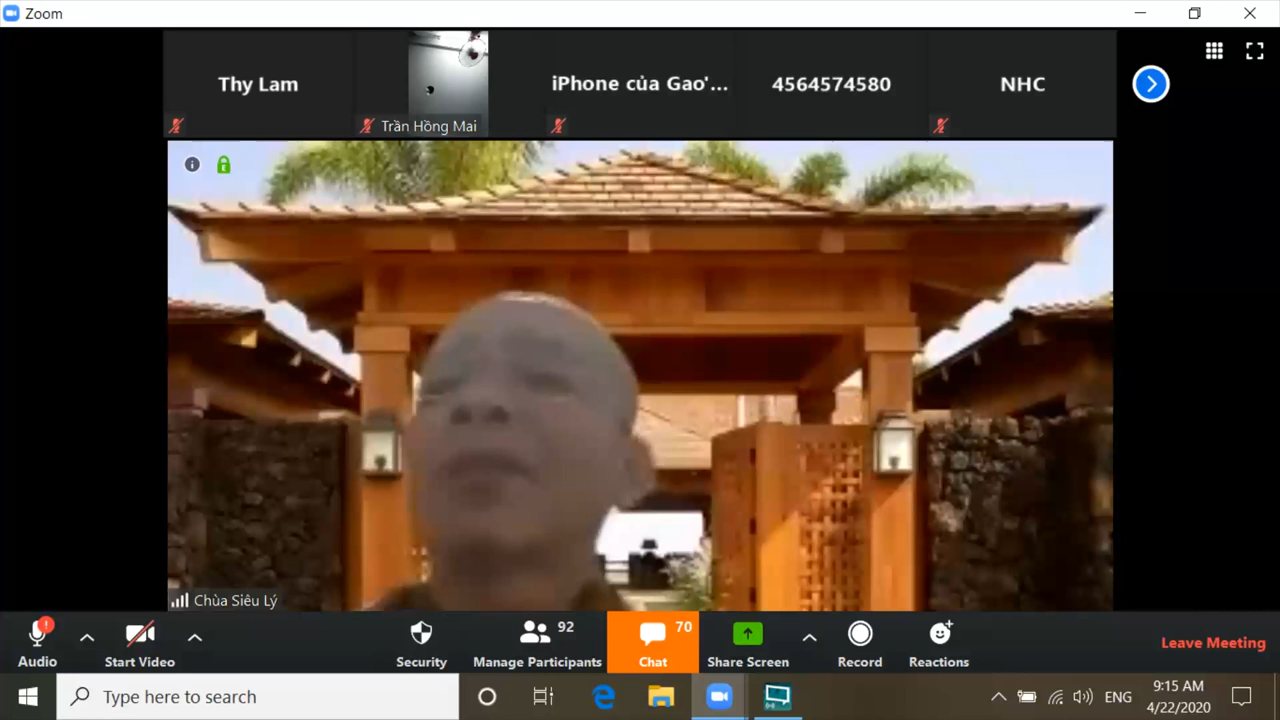 Zoom
Thy Lam
Trần Hồng Mai
iPhone của Gao'...
4564574580
NHC
Chùa Siêu Lý
Audio
Start Video
Security
92
Manage Participants
70
Chat
Share Screen
Record
Reactions
Leave Meeting
Type here to search
ENG
9:15 AM
4/22/2020